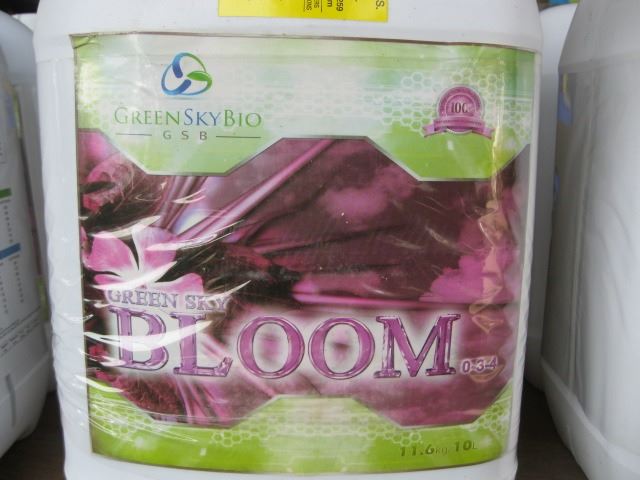 GREENSKYBIO
GSB
100
GREEN SKY
BLOOM
0-3-4
11.6kg, 10L